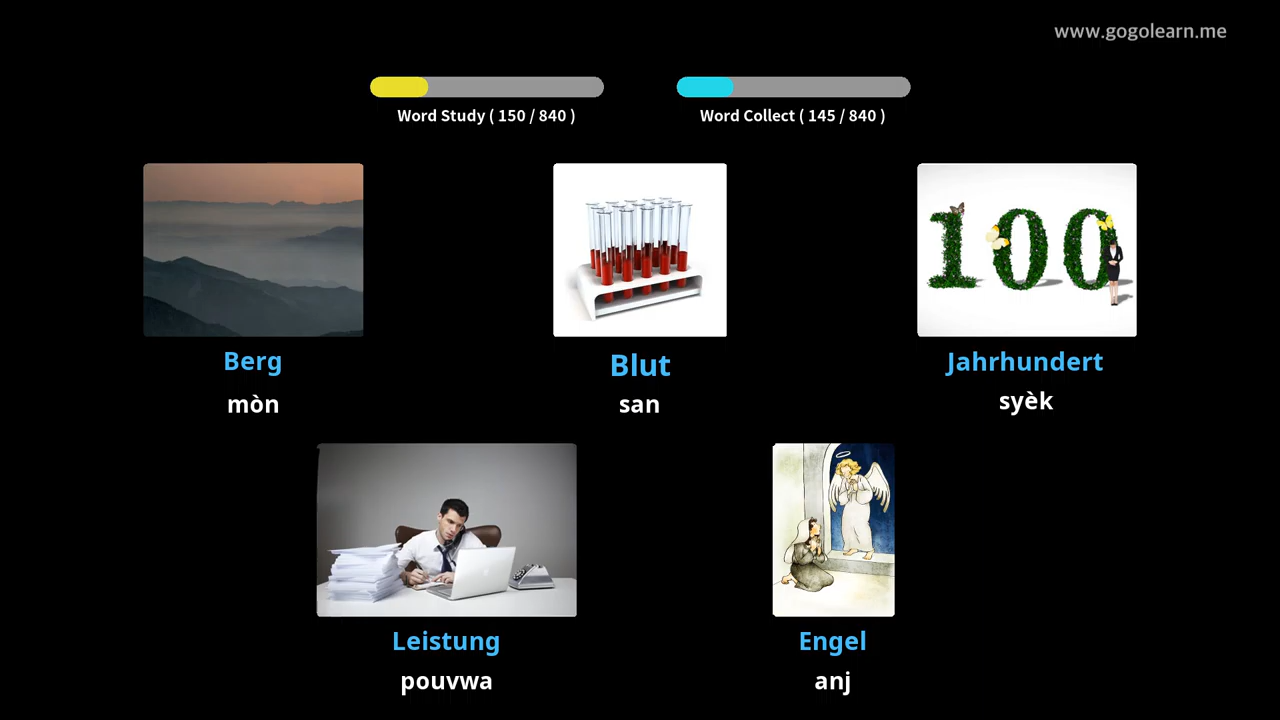 www.gogolearn.me
Word Study ( 150 / 840 )
Word Collect ( 145 / 840 )
100
Berg
mòn
Blut
san
Jahrhundert
syèk
Leistung
pouvwa
Engel
anj